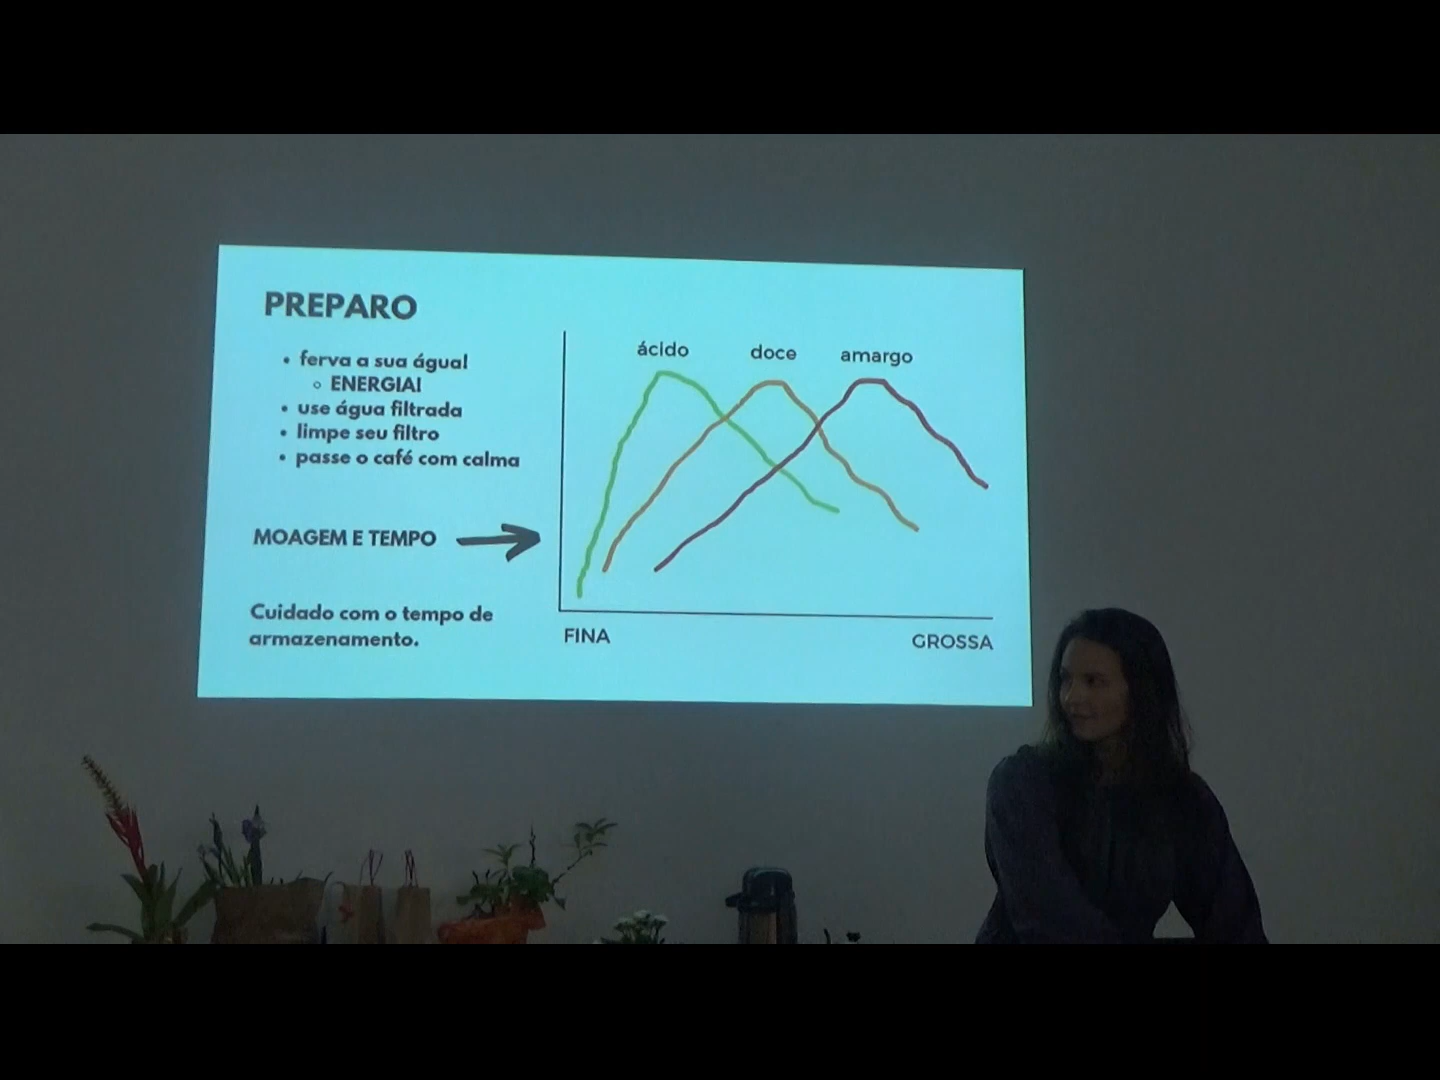 PREPARO
• ferva a sua água!
○ ENERGIA!
• use água filtrada
• limpe seu filtro
• passe o café com calma
MOAGEM E TEMPO
Cuidado com o tempo de
armazenamento.
ácido doce amargo
FINA GROSSA